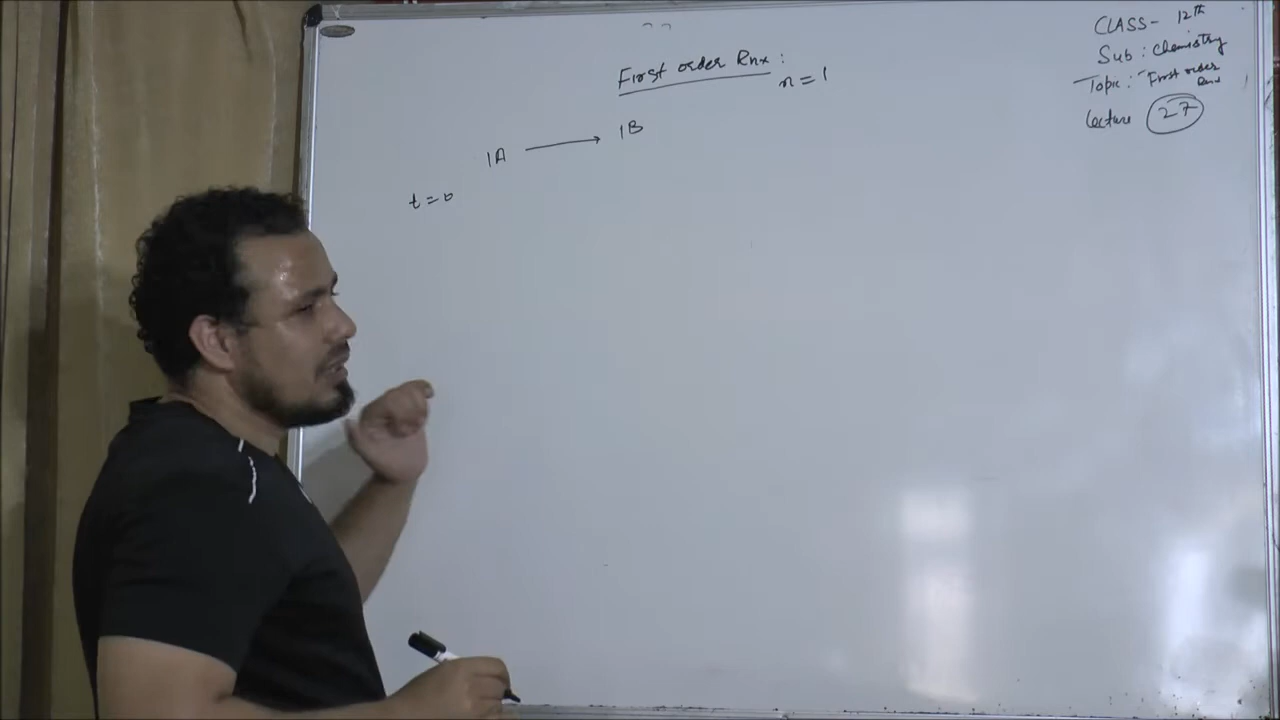 First order Rnx :
n = 1
1A ⟶ 1B
t = 0
CLASS - 12th
Sub : Chemistry
Topic : - First order
Rnx
Lecture 27